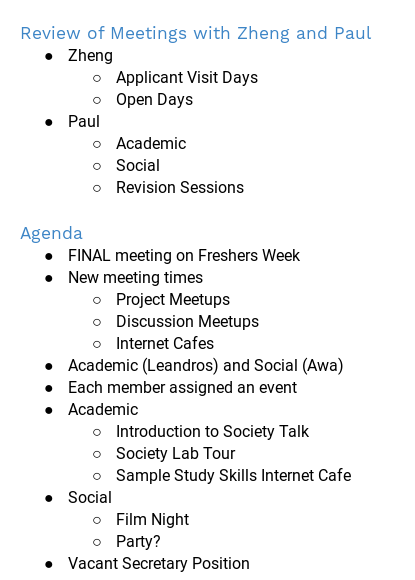 Review of Meetings with Zheng and Paul
● Zheng
○ Applicant Visit Days
○ Open Days
● Paul
○ Academic
○ Social
○ Revision Sessions
Agenda
● FINAL meeting on Freshers Week
● New meeting times
○ Project Meetups
○ Discussion Meetups
○ Internet Cafes
● Academic (Leandros) and Social (Awa)
● Each member assigned an event
● Academic
○ Introduction to Society Talk
○ Society Lab Tour
○ Sample Study Skills Internet Cafe
● Social
○ Film Night
○ Party?
● Vacant Secretary Position